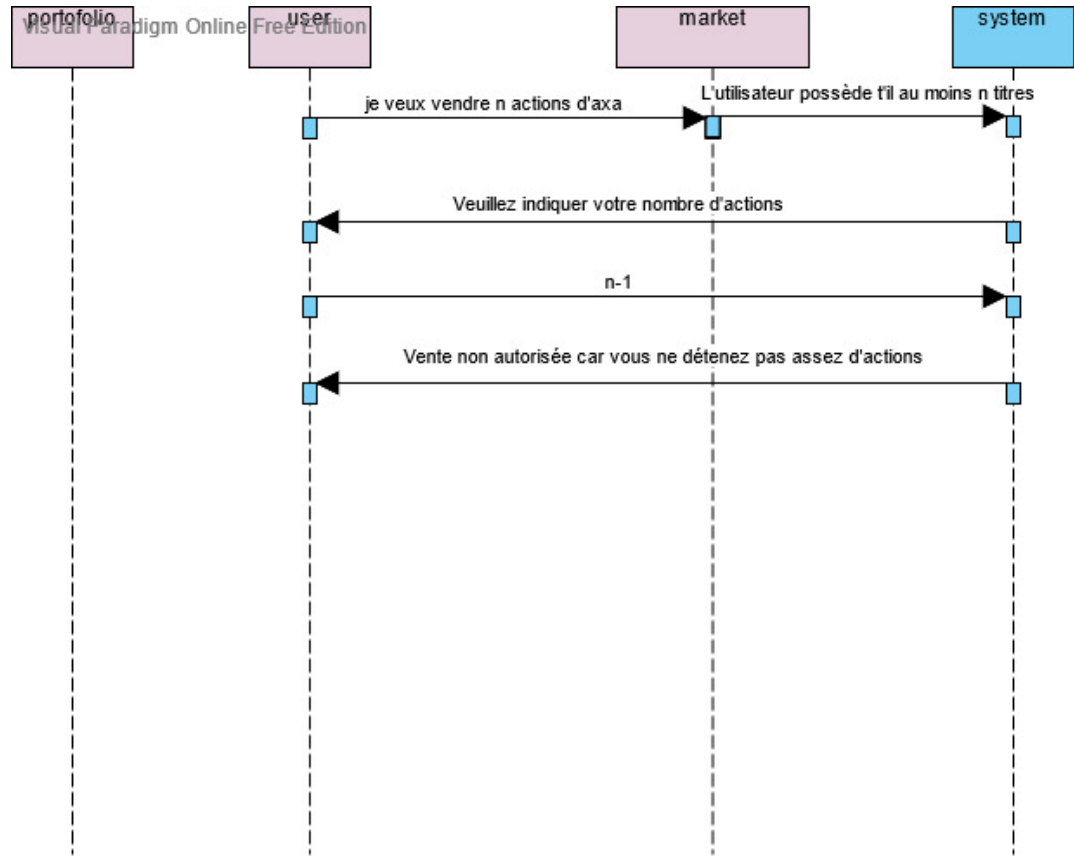 portofolio
user
market
system
Visual Paradigm Online Free Edition
je veux vendre n actions d'axa
L'utilisateur possède t'il au moins n titres
Veuillez indiquer votre nombre d'actions
n-1
Vente non autorisée car vous ne détenez pas assez d'actions